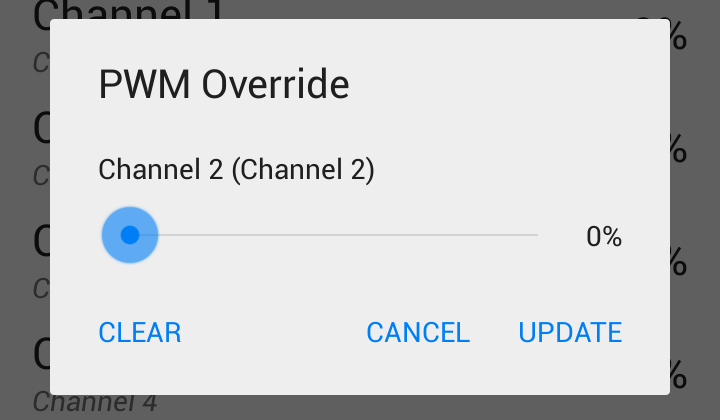 Channel 1
PWM Override
Channel 2 (Channel 2)
0%
CLEAR
CANCEL
UPDATE
Channel 4